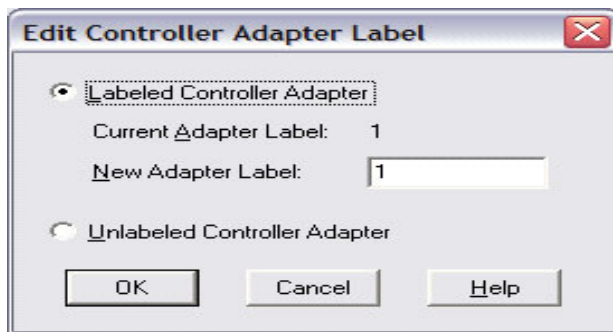 Edit Controller Adapter Label
Labeled Controller Adapter
Current Adapter Label: 1
New Adapter Label: 1
Unlabeled Controller Adapter
OK Cancel Help